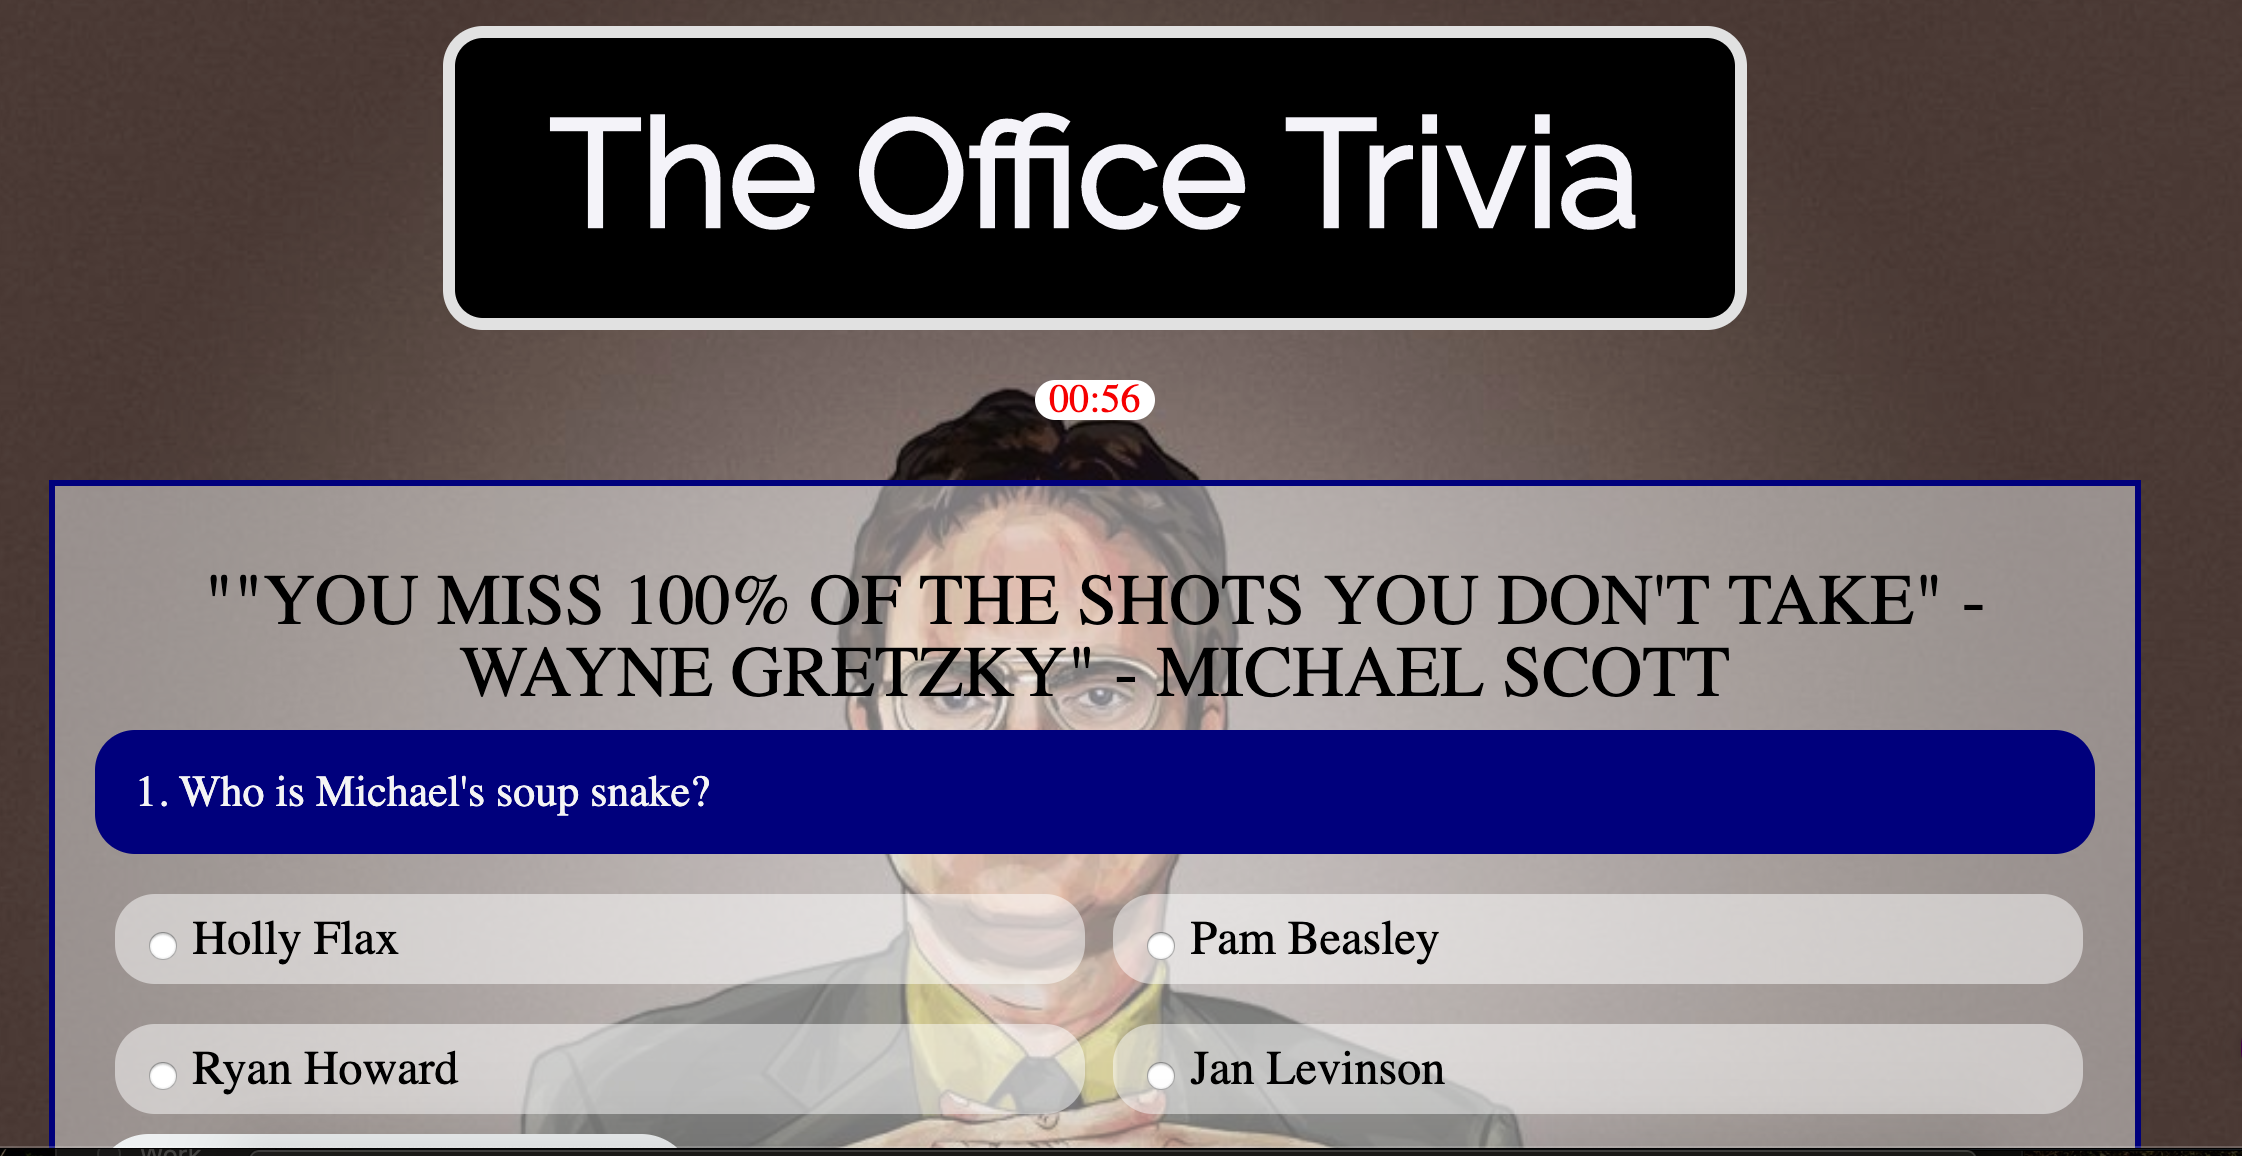 The Office Trivia
00:56
""YOU MISS 100% OF THE SHOTS YOU DON'T TAKE" -
WAYNE GRETZKY" - MICHAEL SCOTT
1. Who is Michael's soup snake?
Holly Flax
Pam Beasley
Ryan Howard
Jan Levinson